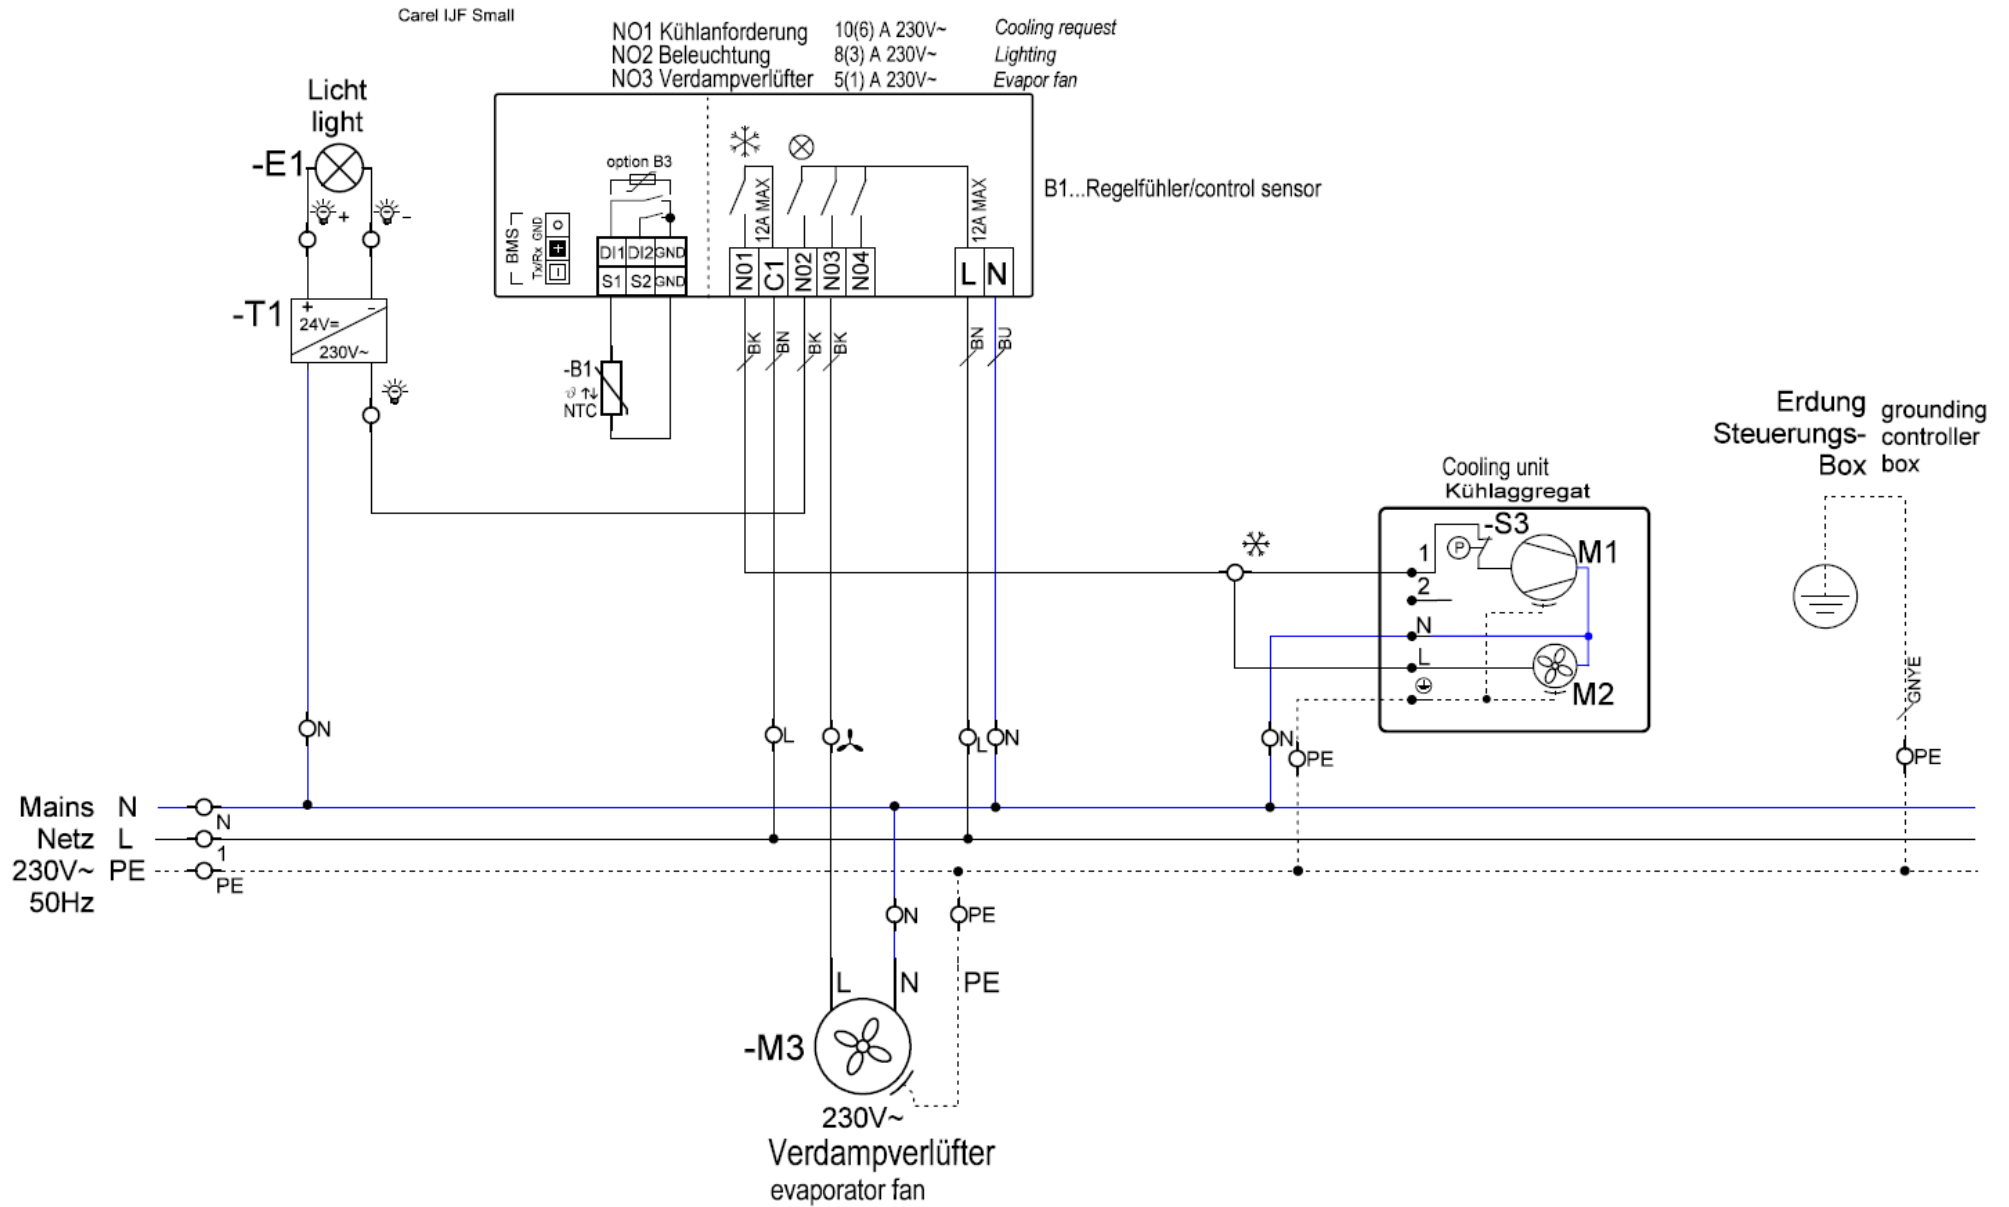 Carel IJF Small
NO1 Kühlanforderung 10(6) A 230V~ Cooling request
NO2 Beleuchtung 8(3) A 230V~ Lighting
NO3 Verdampverlüfter 5(1) A 230V~ Evapor fan
Licht
light
-E1
+ -
-T1
+ -
24V=
230V~
BMS
Tx/Rx GND
+
-
option B3
DI1 DI2 GND
S1 S2 GND
12A MAX
12A MAX
N01 C1 N02 N03 N04 L N
B1...Regelfühler/control sensor
BK BN BK BK BN BU
-B1
ϑ ↑↓
NTC
Erdung
Steuerungs-
Box
grounding
controller
box
Cooling unit
Kühlaggregat
-S3
P
M1
1
2
N
L
M2
GNYE
N
L
L N
N
PE
PE
Mains N
Netz L
230V~ PE
50Hz
N
1
PE
N PE
L N PE
-M3
230V~
Verdampverlüfter
evaporator fan